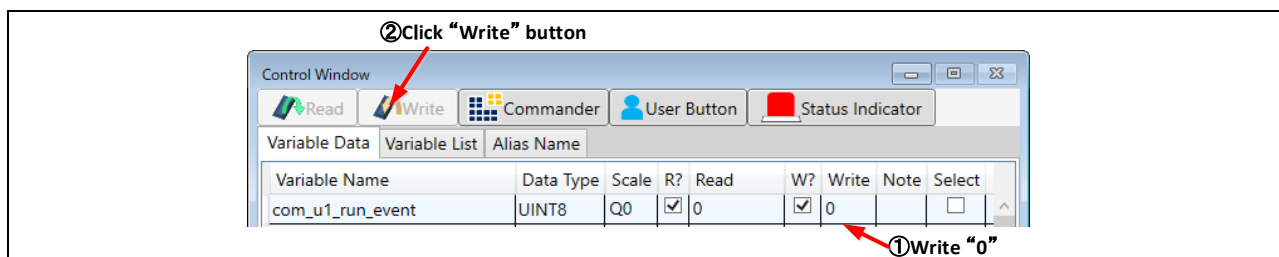 ②Click “Write” button
Control Window
Read Write Commander User Button Status Indicator
Variable Data Variable List Alias Name
Variable Name Data Type Scale R? Read W? Write Note Select
com_u1_run_event UINT8 Q0 0 0
①Write “0”